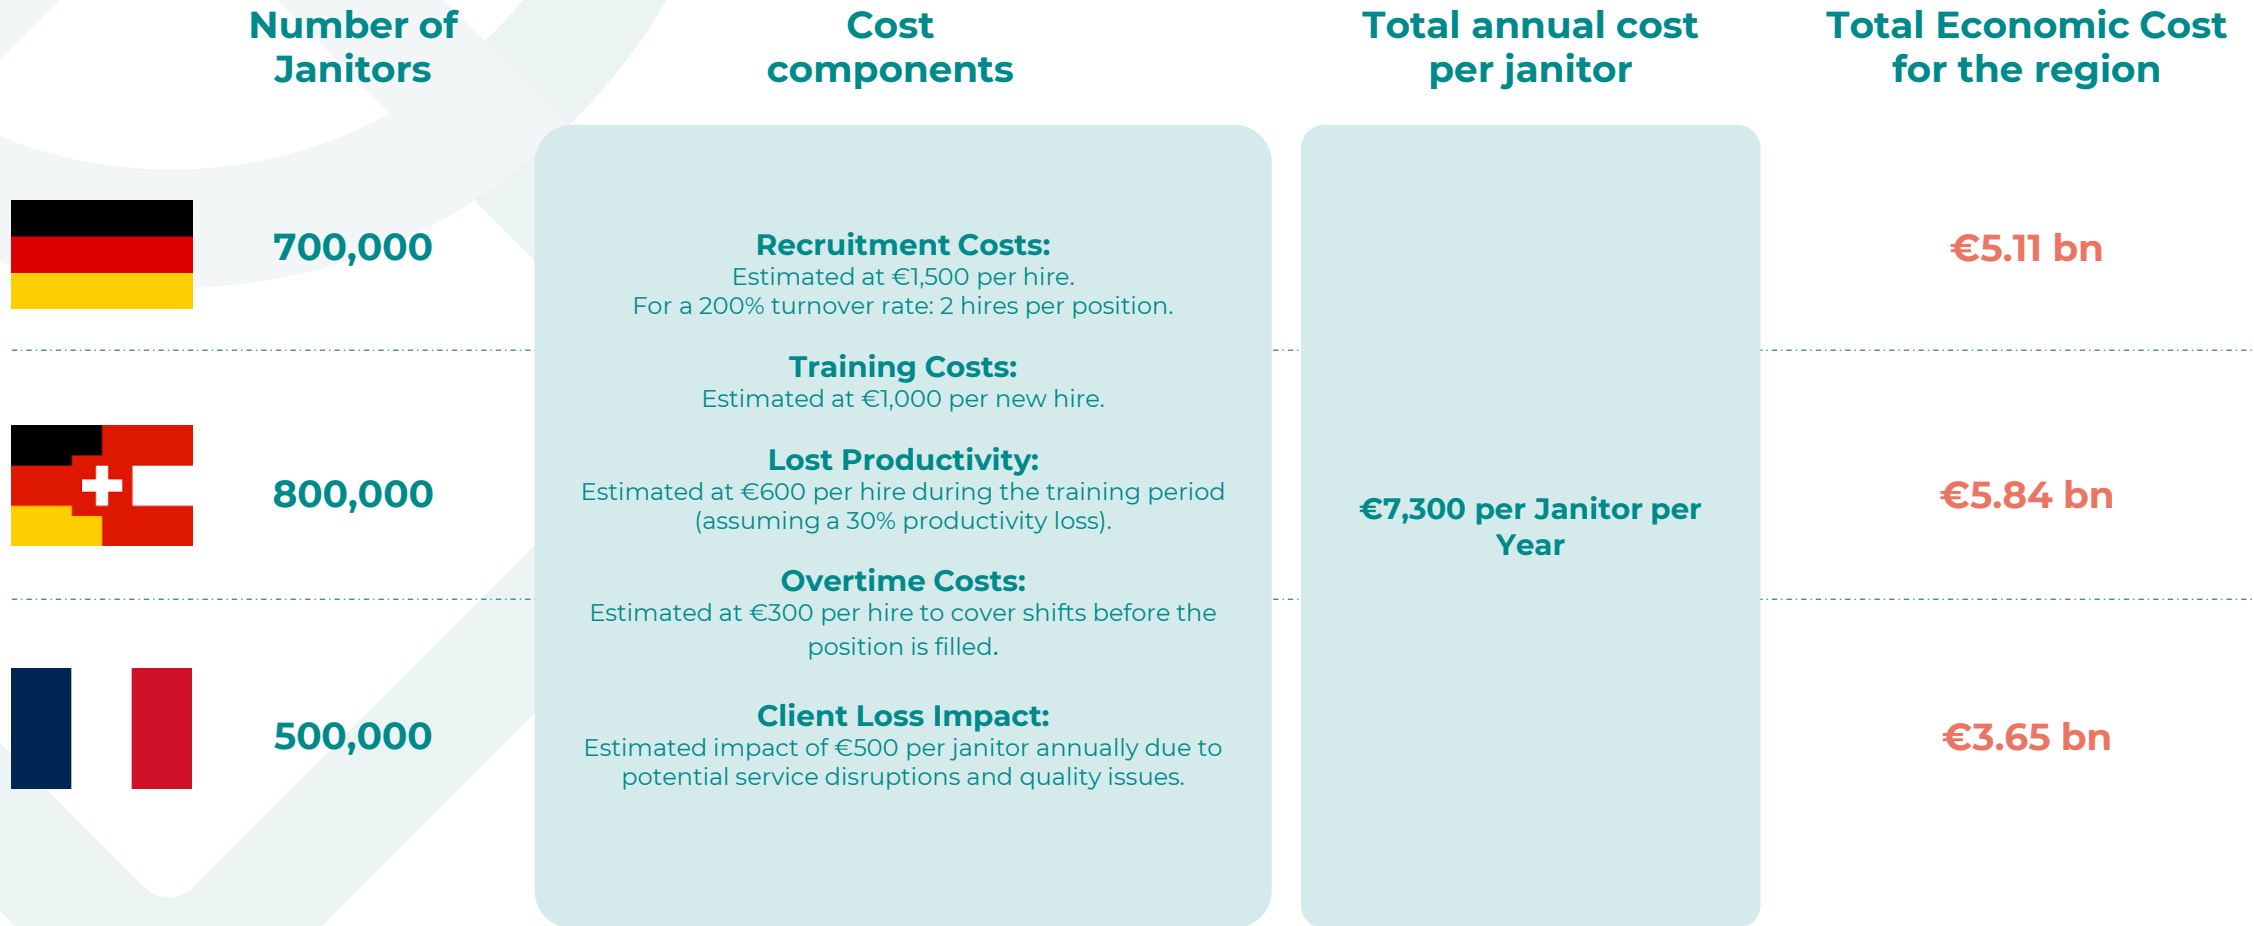 Number of
Janitors
Cost
components
Total annual cost
per janitor
Total Economic Cost
for the region
700,000
Recruitment Costs:
Estimated at €1,500 per hire.
For a 200% turnover rate: 2 hires per position.
Training Costs:
Estimated at €1,000 per new hire.
Lost Productivity:
Estimated at €600 per hire during the training period
(assuming a 30% productivity loss).
Overtime Costs:
Estimated at €300 per hire to cover shifts before the
position is filled.
Client Loss Impact:
Estimated impact of €500 per janitor annually due to
potential service disruptions and quality issues.
€7,300 per Janitor per
Year
€5.11 bn
800,000
€5.84 bn
500,000
€3.65 bn